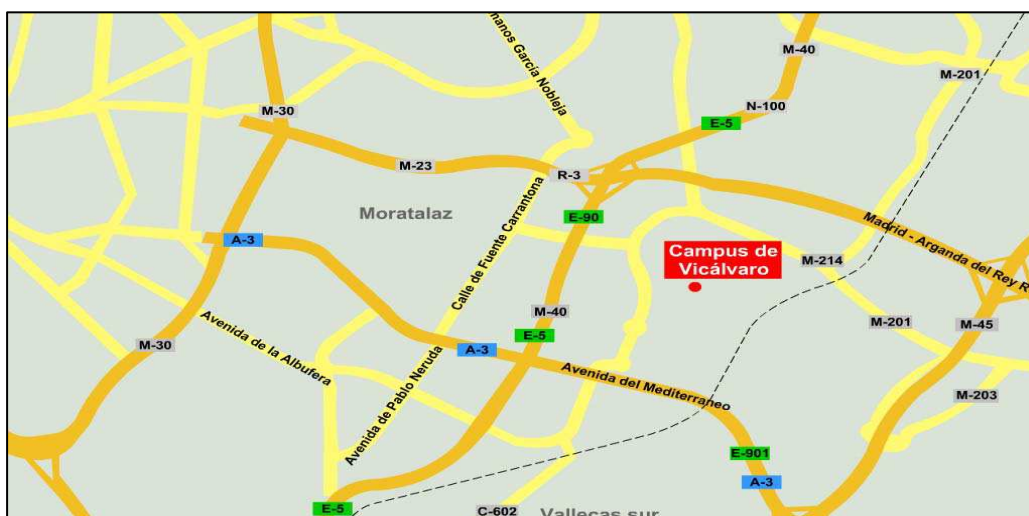 manos García Nobleja
M-40
M-201
M-30
N-100
E-5
M-23
R-3
Moratalaz
E-90
Calle de Fuente Carrantona
Madrid - Arganda del Rey R
A-3
Campus de
Vicálvaro
M-214
M-40
M-201
M-45
Avenida de la Albufera
M-30
E-5
A-3
Avenida de Pablo Neruda
Avenida del Mediterraneo
M-203
E-901
A-3
E-5
C-602
Vallecas sur